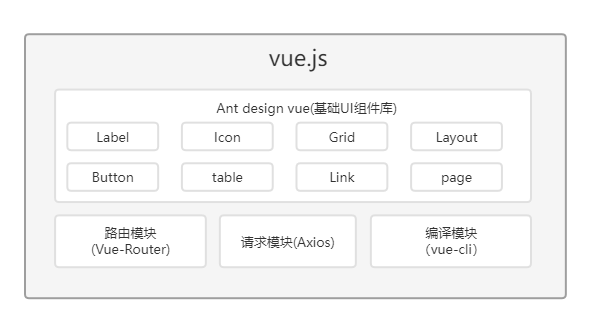 vue.js
Ant design vue(基础UI组件库)
Label Icon Grid Layout
Button table Link page
路由模块
(Vue-Router)
请求模块(Axios)
编译模块
（vue-cli）